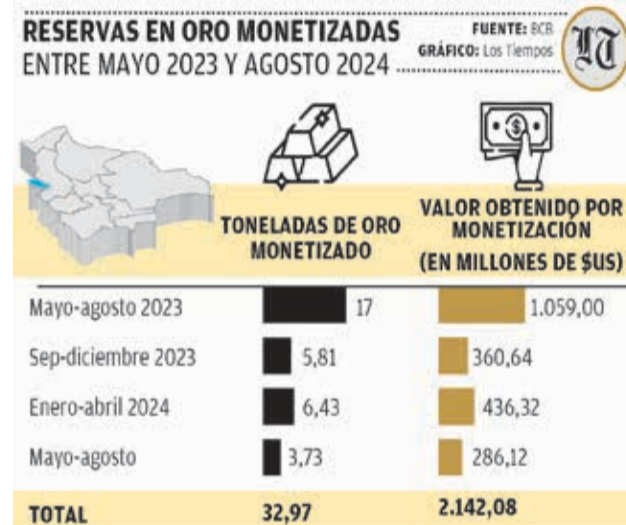 RESERVAS EN ORO MONETIZADAS
ENTRE MAYO 2023 Y AGOSTO 2024
FUENTE: BCB
GRÁFICO: Los Tiempos
LT
TONELADAS DE ORO
MONETIZADO
VALOR OBTENIDO POR
MONETIZACIÓN
(EN MILLONES DE $US)
Mayo-agosto 2023 17 1.059,00
Sep-diciembre 2023 5,81 360,64
Enero-abril 2024 6,43 436,32
Mayo-agosto 3,73 286,12
TOTAL 32,97 2.142,08